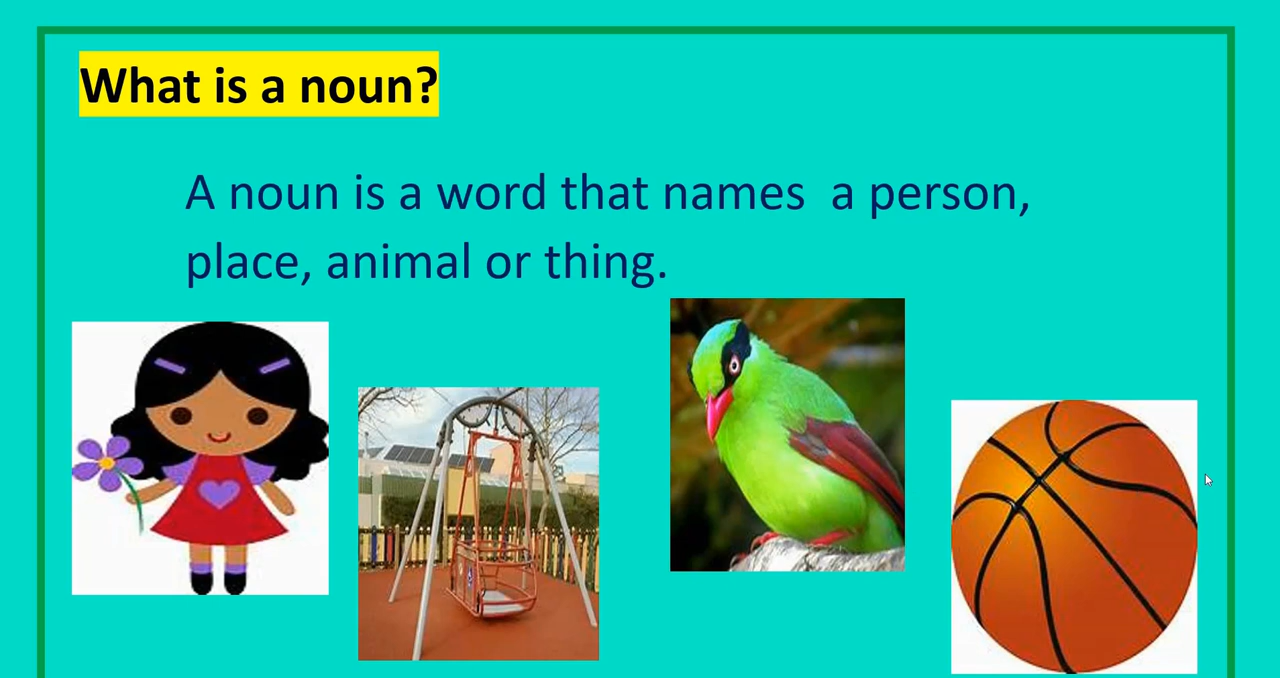 What is a noun?
A noun is a word that names  a person,
place, animal or thing.